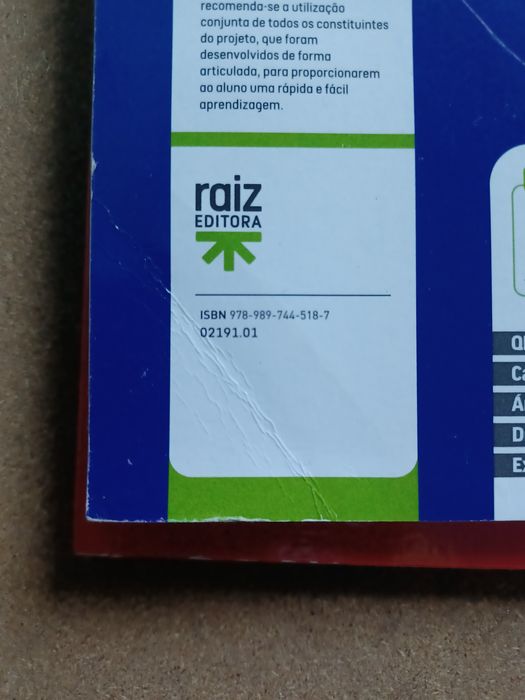 recomenda-se a utilização
conjunta de todos os constituintes
do projeto, que foram
desenvolvidos de forma
articulada, para proporcionarem
ao aluno uma rápida e fácil
aprendizagem.
raiz
EDITORA
ISBN 978-989-744-518-7
02191.01